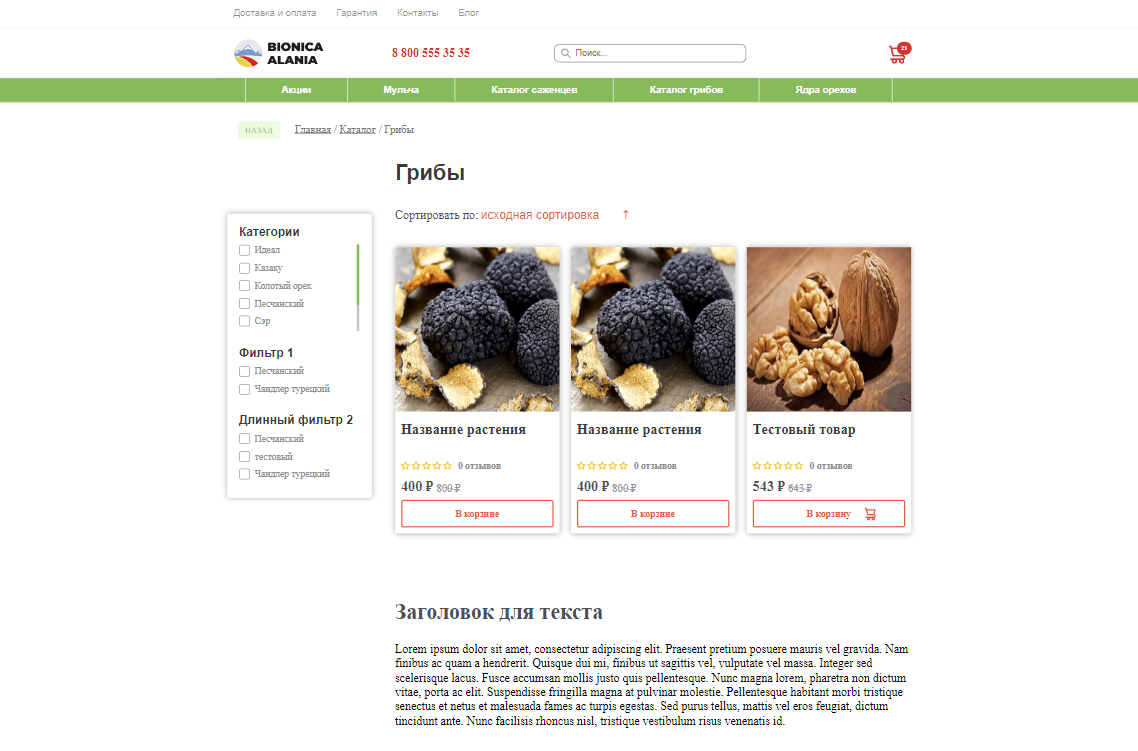 Доставка и оплата Гарантия Контакты Блог
BIONICA
ALANIA
8 800 555 35 35
Поиск...
Акции Мульча Каталог саженцев Каталог грибов Ядра орехов
НАЗАД Главная / Каталог / Грибы
Грибы
Сортировать по: исходная сортировка ↑
Категории
Идеал
Казаку
Колотый орех
Песчанский
Сэр
Фильтр 1
Песчанский
Чандлер турецкий
Длинный фильтр 2
Песчанский
тестовый
Чандлер турецкий
Название растения
0 отзывов
400 ₽ 800 ₽
В корзине
Название растения
0 отзывов
400 ₽ 800 ₽
В корзине
Тестовый товар
0 отзывов
543 ₽ 643 ₽
В корзину
Заголовок для текста
Lorem ipsum dolor sit amet, consectetur adipiscing elit. Praesent pretium posuere mauris vel gravida. Nam
finibus ac quam a hendrerit. Quisque dui mi, finibus ut sagittis vel, vulputate vel massa. Integer sed
scelerisque lacus. Fusce accumsan mollis justo quis pellentesque. Nunc magna lorem, pharetra non dictum
vitae, porta ac elit. Suspendisse fringilla magna at pulvinar molestie. Pellentesque habitant morbi tristique
senectus et netus et malesuada fames ac turpis egestas. Sed purus tellus, mattis vel eros feugiat, dictum
tincidunt ante. Nunc facilisis rhoncus nisl, tristique vestibulum risus venenatis id.